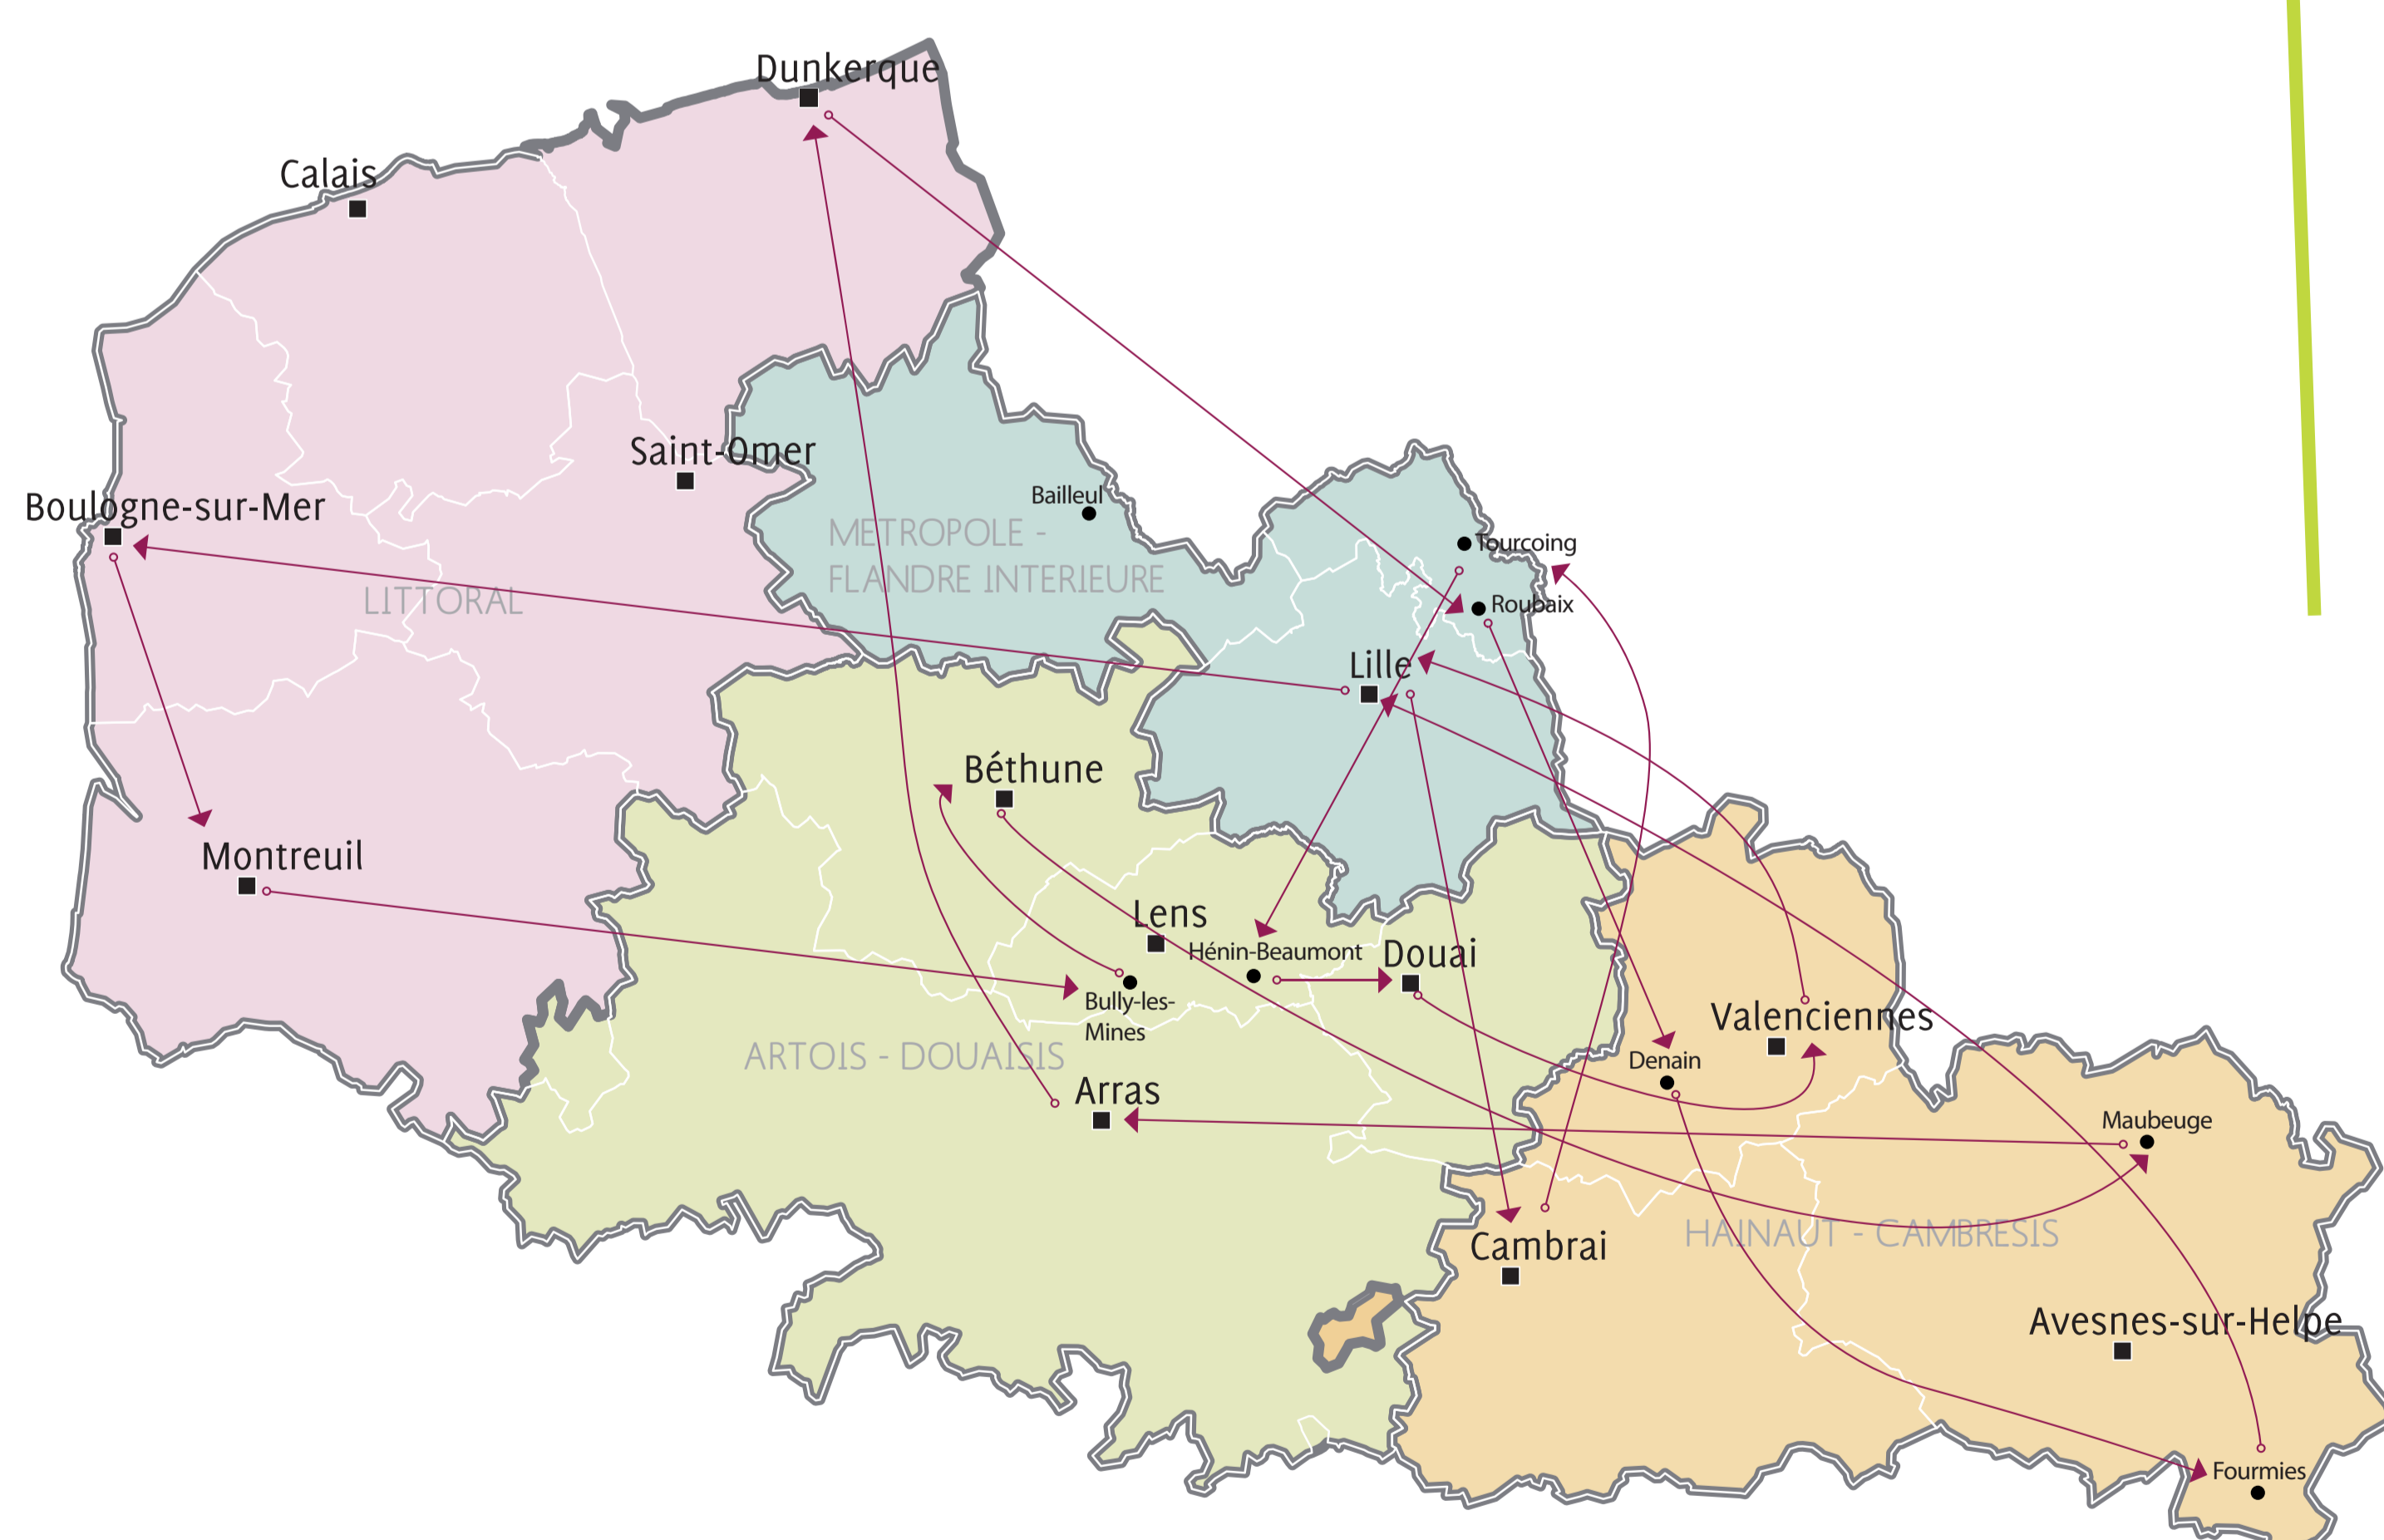 Dunkerque
Calais
Saint-Omer
Bailleul
Boulogne-sur-Mer
METROPOLE -
FLANDRE INTERIEURE
Tourcoing
LITTORAL
Roubaix
Lille
Béthune
Montreuil
Lens
Hénin-Beaumont
Douai
Bully-les-
Mines
Valenciennes
ARTOIS - DOUAISIS
Denain
Arras
Maubeuge
HAINAUT - CAMBRESIS
Cambrai
Avesnes-sur-Helpe
Fourmies